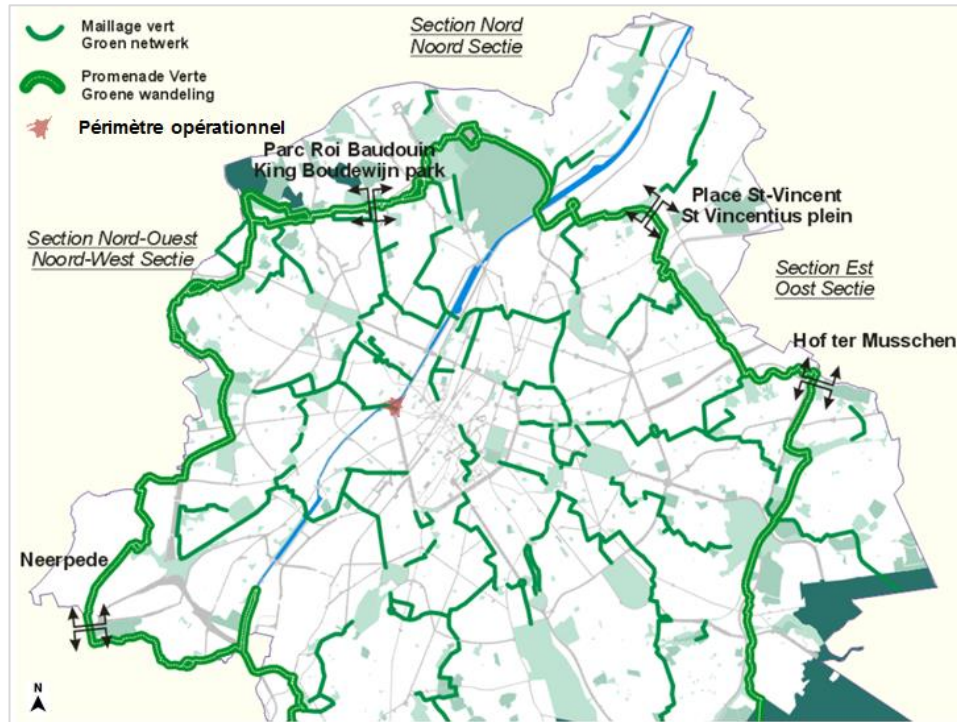 Maillage vert
Groen netwerk
Promenade Verte
Groene wandeling
Périmètre opérationnel
Section Nord
Noord Sectie
Parc Roi Baudouin
King Boudewijn park
Place St-Vincent
St Vincentius plein
Section Nord-Ouest
Noord-West Sectie
Section Est
Oost Sectie
Hof ter Musschen
Neerpede
N